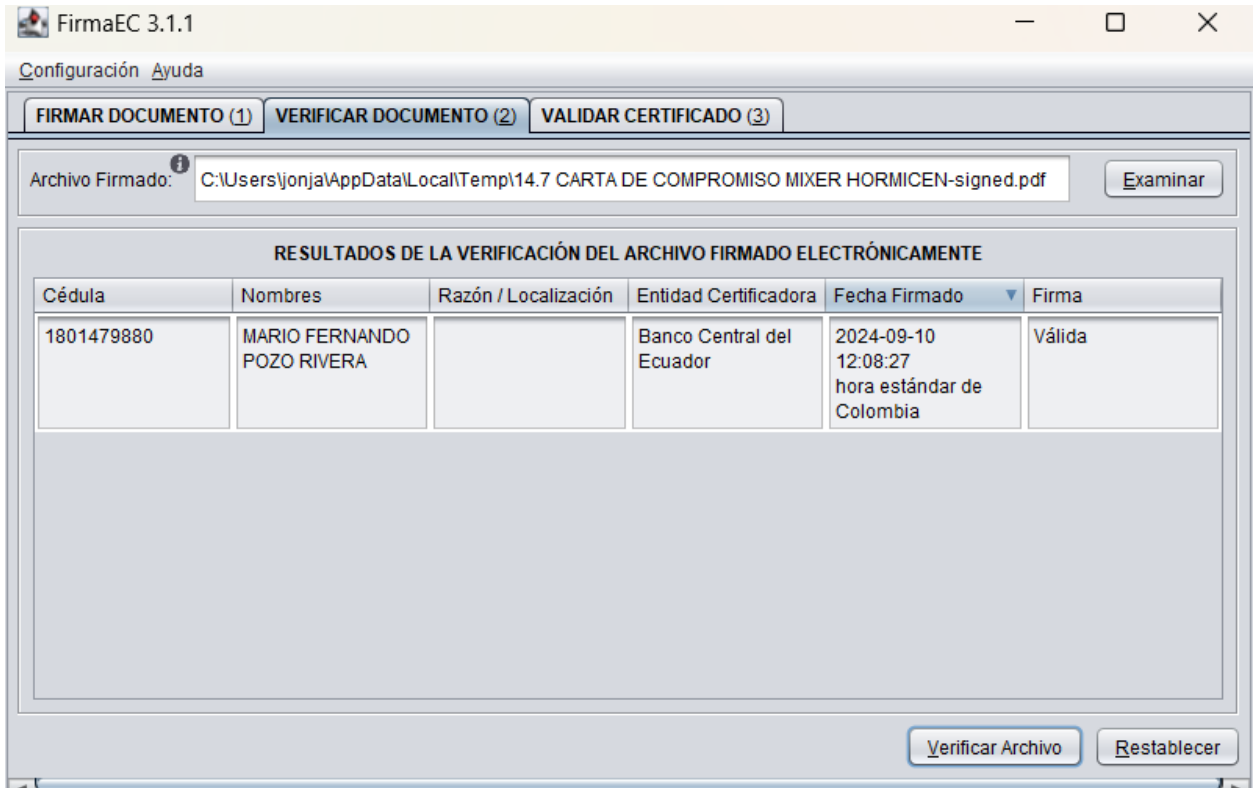 FirmaEC 3.1.1
Configuración Ayuda
FIRMAR DOCUMENTO (1) VERIFICAR DOCUMENTO (2) VALIDAR CERTIFICADO (3)
Archivo Firmado: C:\Users\jonja\AppData\Local\Temp\14.7 CARTA DE COMPROMISO MIXER HORMICEN-signed.pdf Examinar
RESULTADOS DE LA VERIFICACIÓN DEL ARCHIVO FIRMADO ELECTRÓNICAMENTE
Cédula Nombres Razón / Localización Entidad Certificadora Fecha Firmado Firma
1801479880 MARIO FERNANDO Banco Central del 2024-09-10 Válida
POZO RIVERA Ecuador 12:08:27
hora estándar de
Colombia
Verificar Archivo Restablecer